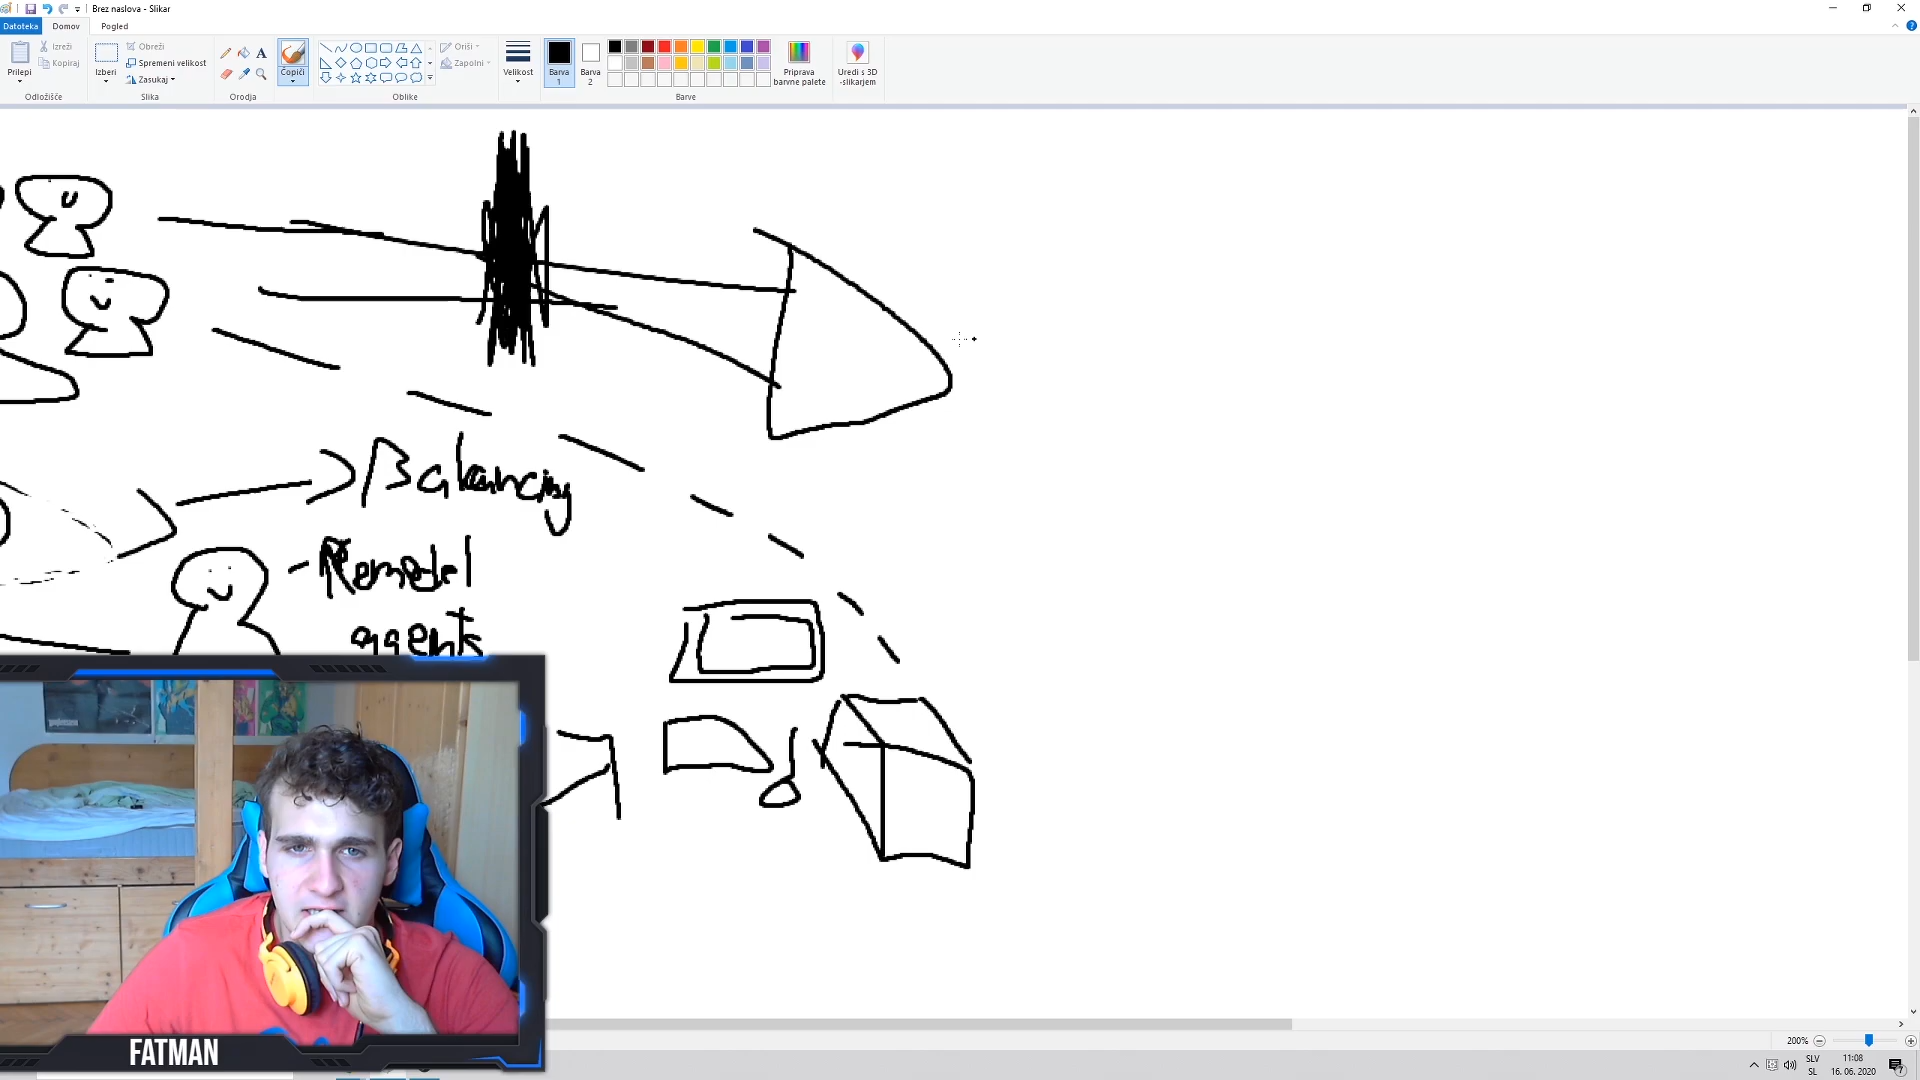 Brez naslova - Slikar
Datoteka
Domov
Pogled
Prilepi
Izreži
Kopiraj
Odložišče
Izberi
Obreži
Spremeni velikost
Zasukaj
Slika
A
Orodja
Čopiči
Oriši
Zapolni
Oblike
Velikost
Barva
1
Barva
2
Priprava
barvne palete
Uredi s 3D
-slikarjem
Barve
Balancing
Remodel
agents
FATMAN
200%
SLV
SL
11:08
16. 06. 2020